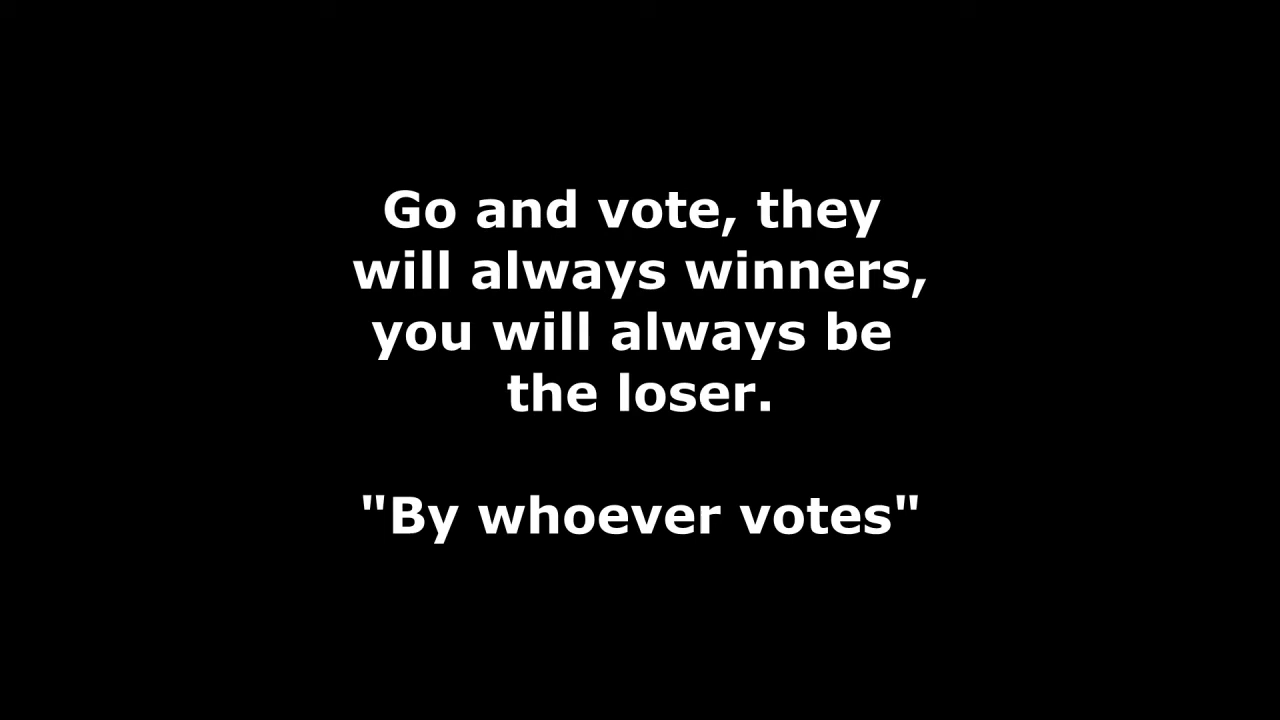 Go and vote, they
will always winners,
you will always be
the loser.
"By whoever votes"